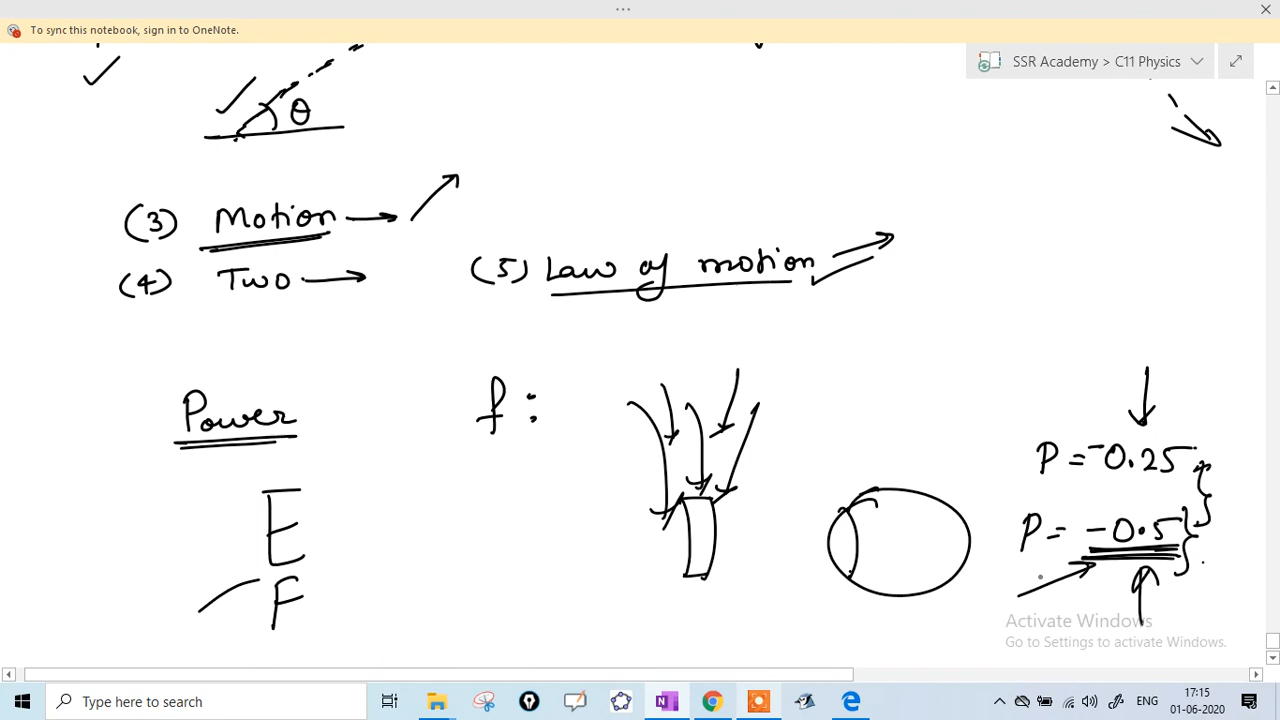 ...
To sync this notebook, sign in to OneNote.
SSR Academy > C11 Physics
θ
(3) Motion
(4) Two
(5) Law of motion
Power
f :
P = -0.25
P = -0.5
E
F
Activate Windows
Go to Settings to activate Windows.
Type here to search
ENG
17:15
01-06-2020